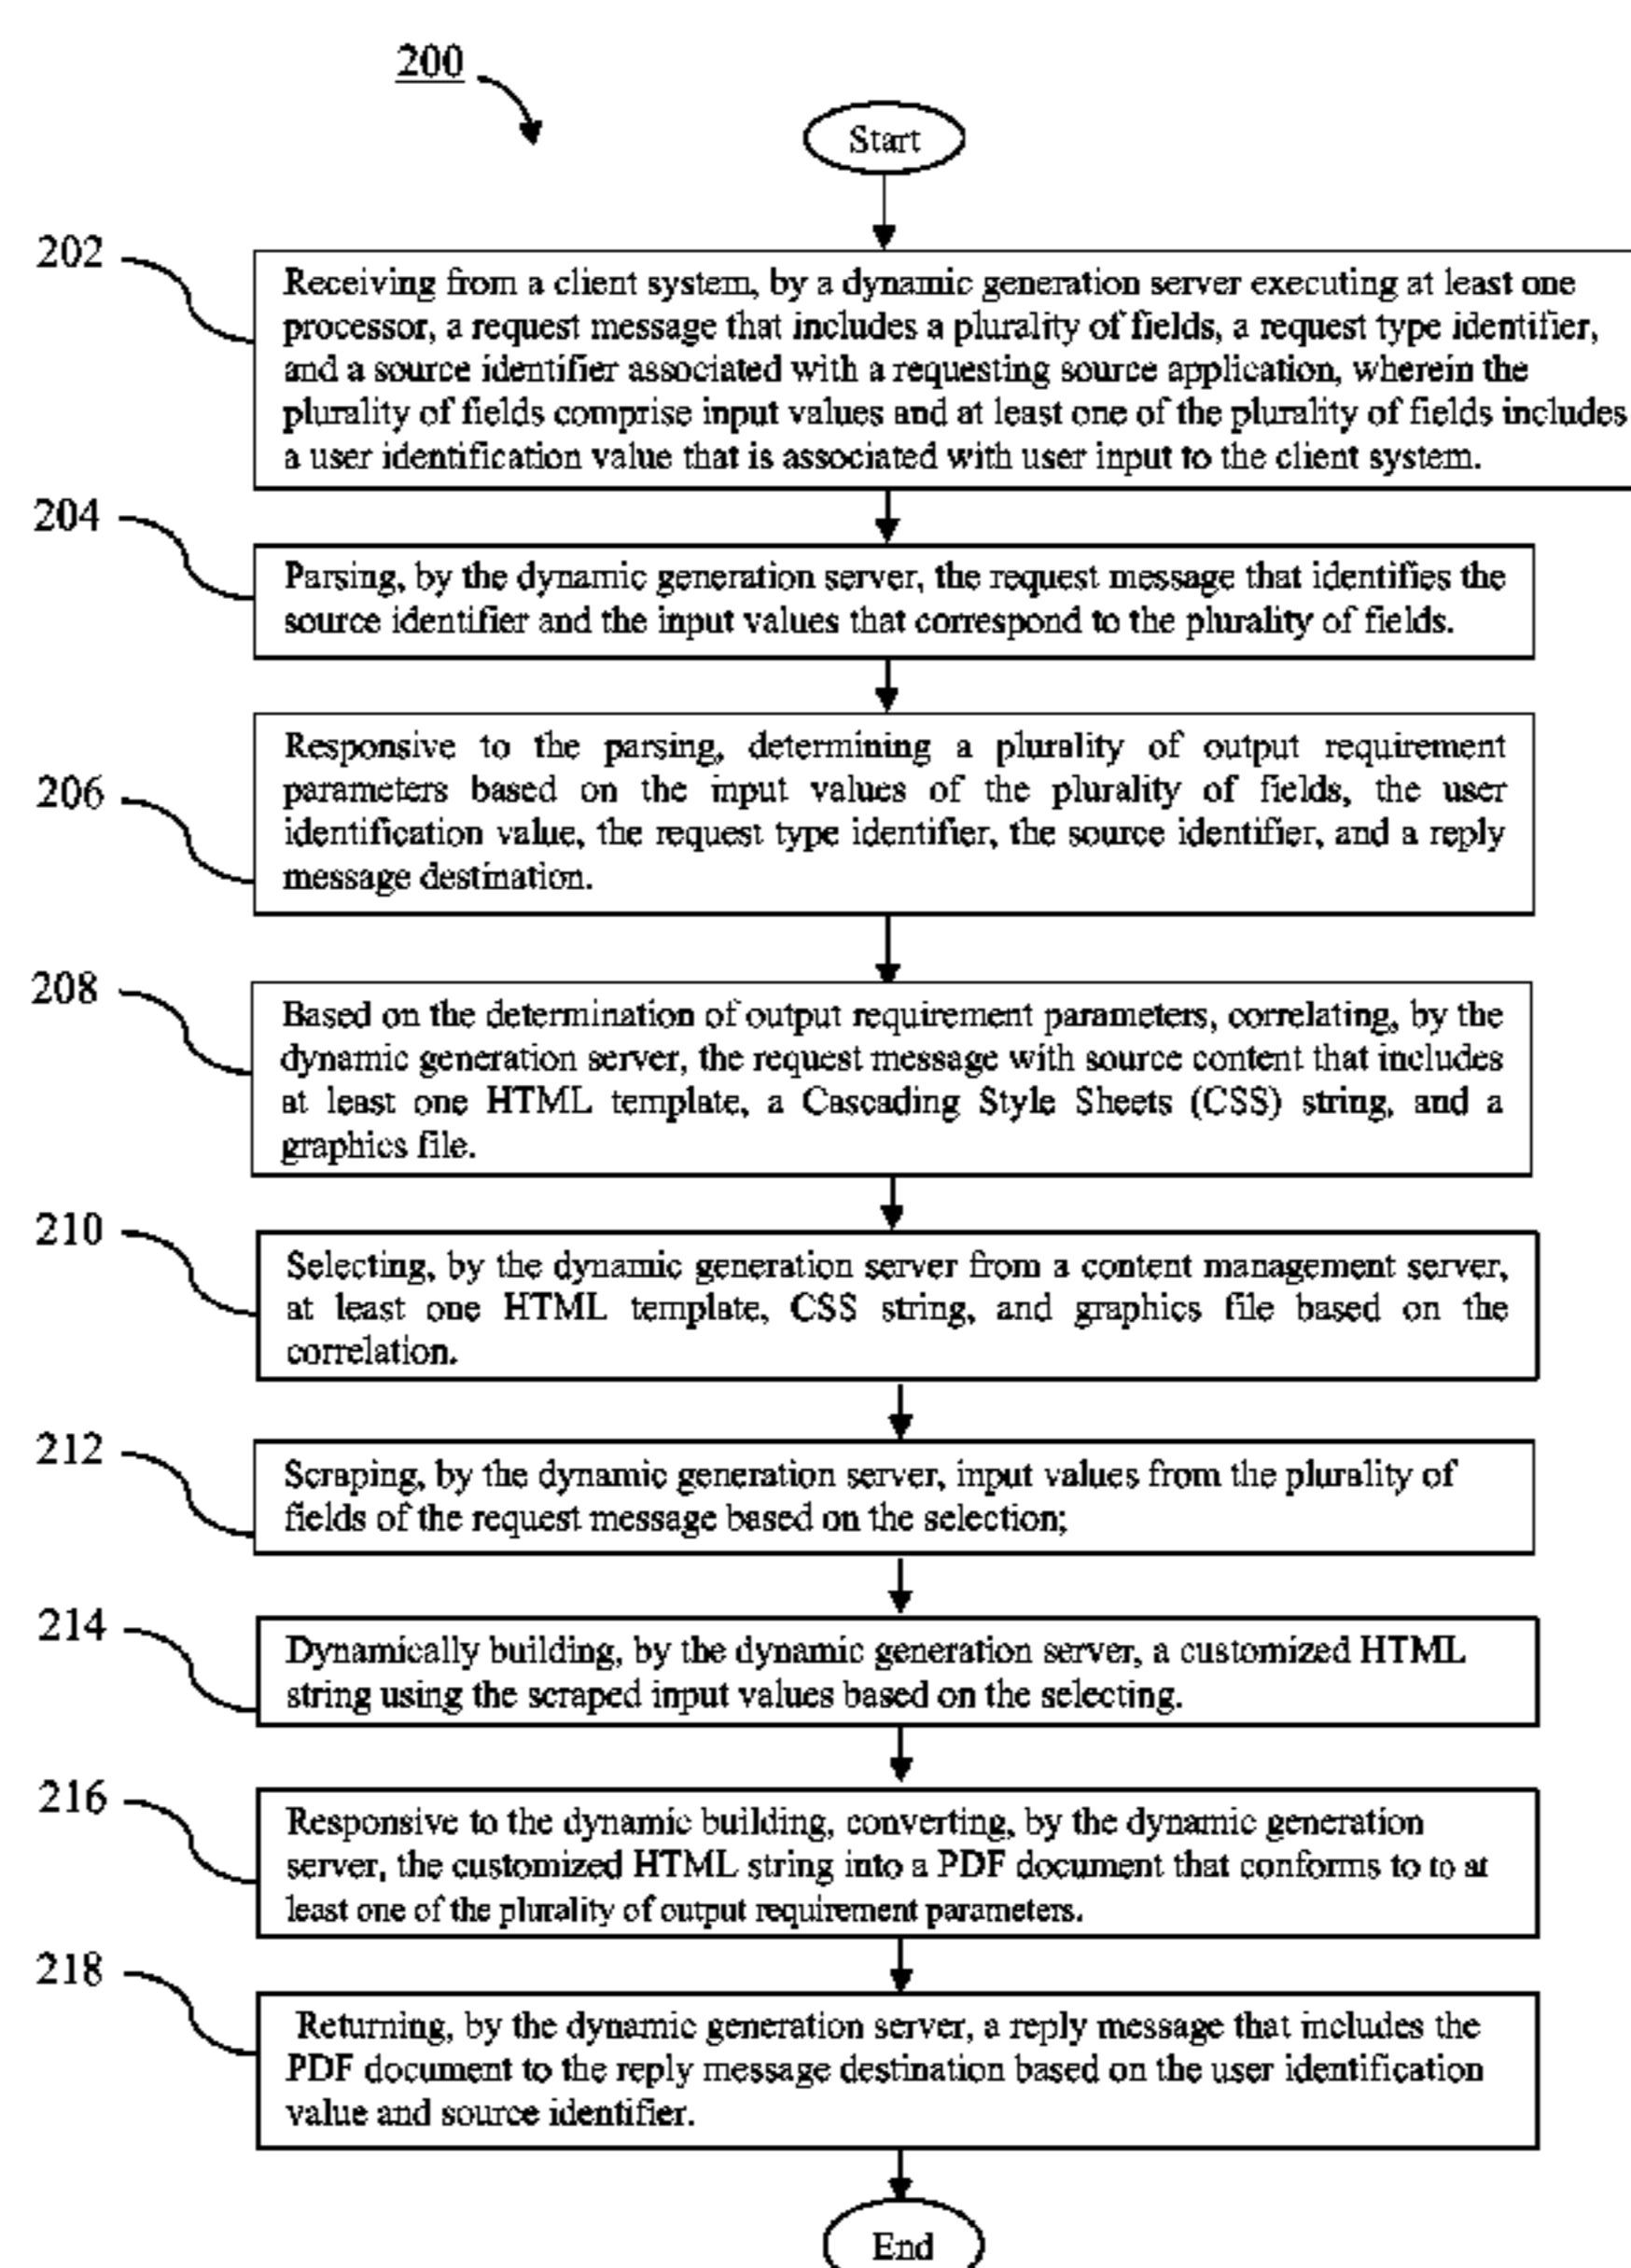 200
Start
202
Receiving from a client system, by a dynamic generation server executing at least one
processor, a request message that includes a plurality of fields, a request type identifier,
and a source identifier associated with a requesting source application, wherein the
plurality of fields comprise input values and at least one of the plurality of fields includes
a user identification value that is associated with user input to the client system.
204
Parsing, by the dynamic generation server, the request message that identifies the
source identifier and the input values that correspond to the plurality of fields.
206
Responsive to the parsing, determining a plurality of output requirement
parameters based on the input values of the plurality of fields, the user
identification value, the request type identifier, the source identifier, and a reply
message destination.
208
Based on the determination of output requirement parameters, correlating, by the
dynamic generation server, the request message with source content that includes
at least one HTML template, a Cascading Style Sheets (CSS) string, and a
graphics file.
210
Selecting, by the dynamic generation server from a content management server,
at least one HTML template, CSS string, and graphics file based on the
correlation.
212
Scraping, by the dynamic generation server, input values from the plurality of
fields of the request message based on the selection;
214
Dynamically building, by the dynamic generation server, a customized HTML
string using the scraped input values based on the selecting.
216
Responsive to the dynamic building, converting, by the dynamic generation
server, the customized HTML string into a PDF document that conforms to to at
least one of the plurality of output requirement parameters.
218
Returning, by the dynamic generation server, a reply message that includes the
PDF document to the reply message destination based on the user identification
value and source identifier.
End